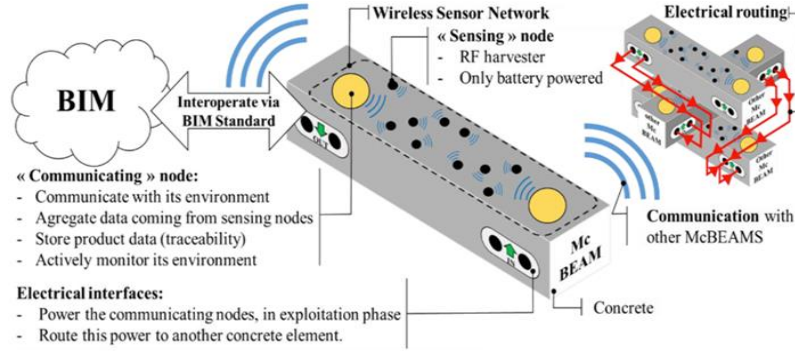 Wireless Sensor Network
Electrical routing
« Sensing » node
- RF harvester
- Only battery powered
BIM
Interoperate via
BIM Standard
OUT
« Communicating » node:
- Communicate with its environment
- Agregate data coming from sensing nodes
- Store product data (traceability)
- Actively monitor its environment
Other
Mc
BEAM
other
Mc
BEAM
Other
Mc
BEAM
Communication with
other McBEAMS
Mc
BEAM
IN
Concrete
Electrical interfaces:
- Power the communicating nodes, in exploitation phase
- Route this power to another concrete element.